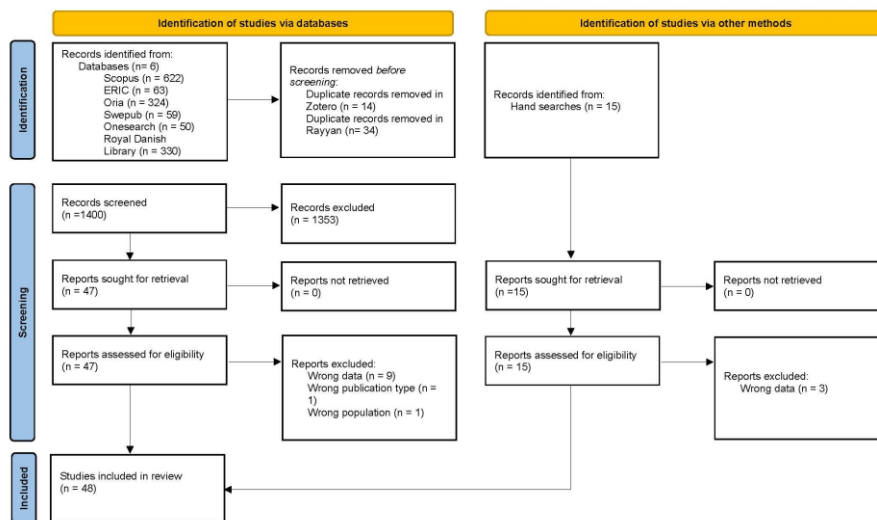 Identification of studies via databases
Identification of studies via other methods
Identification
Records identified from:
Databases (n= 6)
Scopus (n = 622)
ERIC (n = 63)
Oria (n = 324)
Swepub (n = 59)
Onesearch (n = 50)
Royal Danish
Library (n = 330)
Records removed before
screening:
Duplicate records removed in
Zotero (n = 14)
Duplicate records removed in
Rayyan (n= 34)
Records identified from:
Hand searches (n = 15)
Screening
Records screened
(n =1400)
Records excluded
(n = 1353)
Reports sought for retrieval
(n = 47)
Reports not retrieved
(n = 0)
Reports sought for retrieval
(n =15)
Reports not retrieved
(n = 0)
Reports assessed for eligibility
(n = 47)
Reports excluded:
Wrong data (n = 9)
Wrong publication type (n =
1)
Wrong population (n = 1)
Reports assessed for eligibility
(n = 15)
Reports excluded:
Wrong data (n = 3)
Included
Studies included in review
(n = 48)